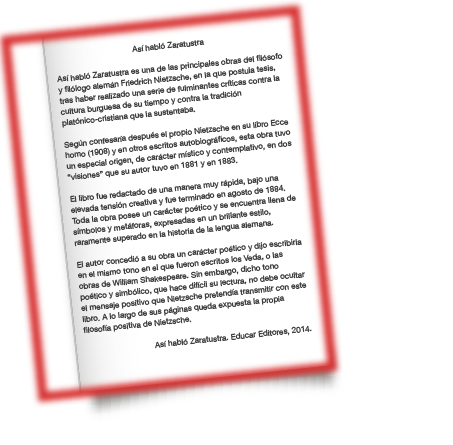 Así habló Zaratustra
Así habló Zaratustra es una de las principales obras del filósofo
y filólogo alemán Friedrich Nietzsche, en la que postula tesis,
tras haber realizado una serie de fulminantes críticas contra la
cultura burguesa de su tiempo y contra la tradición
platónico-cristiana que la sustentaba.
Según contesaría después el propio Nietzsche en su libro Ecce
homo (1908) y en otros escritos autobiográficos, esta obra tuvo
un especial origen, de carácter místico y contemplativo, en dos
"visiones" que su autor tuvo en 1881 y en 1883.
El libro fue redactado de una manera muy rápida, bajo una
elevada tensión creativa y fue terminado en agosto de 1884.
Toda la obra posee un carácter poético y se encuentra llena de
símbolos y metáforas, expresadas en un brillante estilo,
raramente superado en la historia de la lengua alemana.
El autor concedió a su obra un carácter poético y dijo escribirla
en el mismo tono en el que fueron escritos los Veda, o las
obras de William Shakespeare. Sin embargo, dicho tono
poético y simbólico, que hace difícil su lectura, no debe ocultar
el mensaje positivo que Nietzsche pretendía transmitir con este
libro. A lo largo de sus páginas queda expuesta la propia
filosofía positiva de Nietzsche.
Así habló Zaratustra. Educar Editores, 2014.